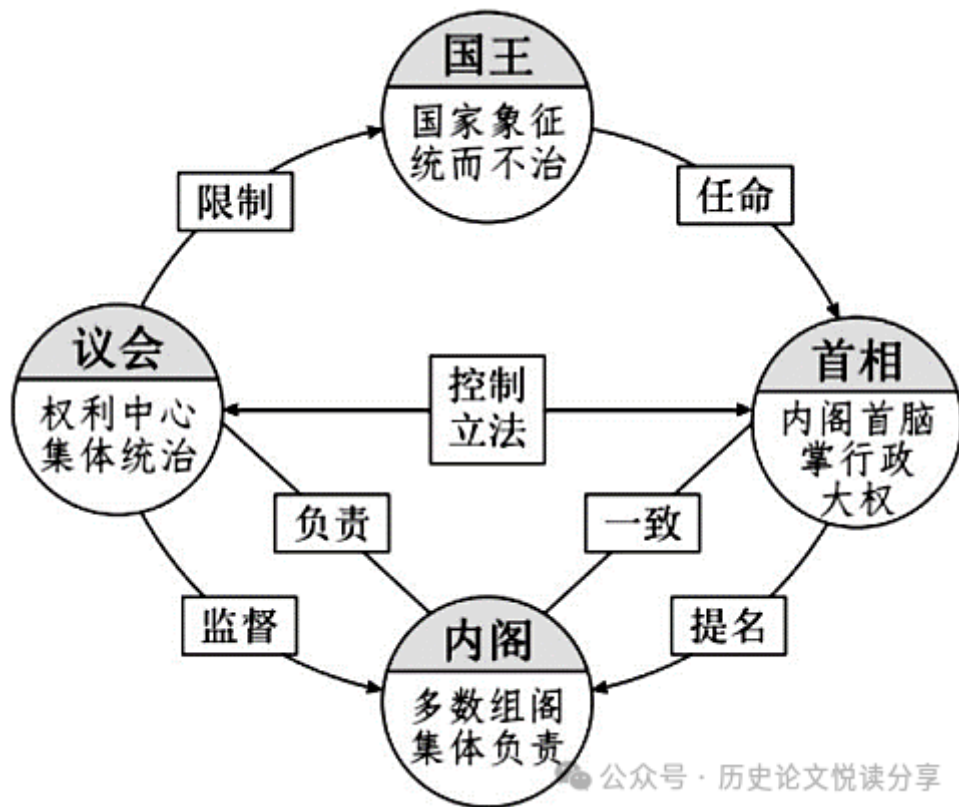 国王
国家象征
统而不治
限制
任命
议会
权利中心
集体统治
控制
立法
首相
内阁首脑
掌行政
大权
负责
一致
监督
提名
内阁
多数组阁
集体负责
公众号 · 历史论文悦读分享